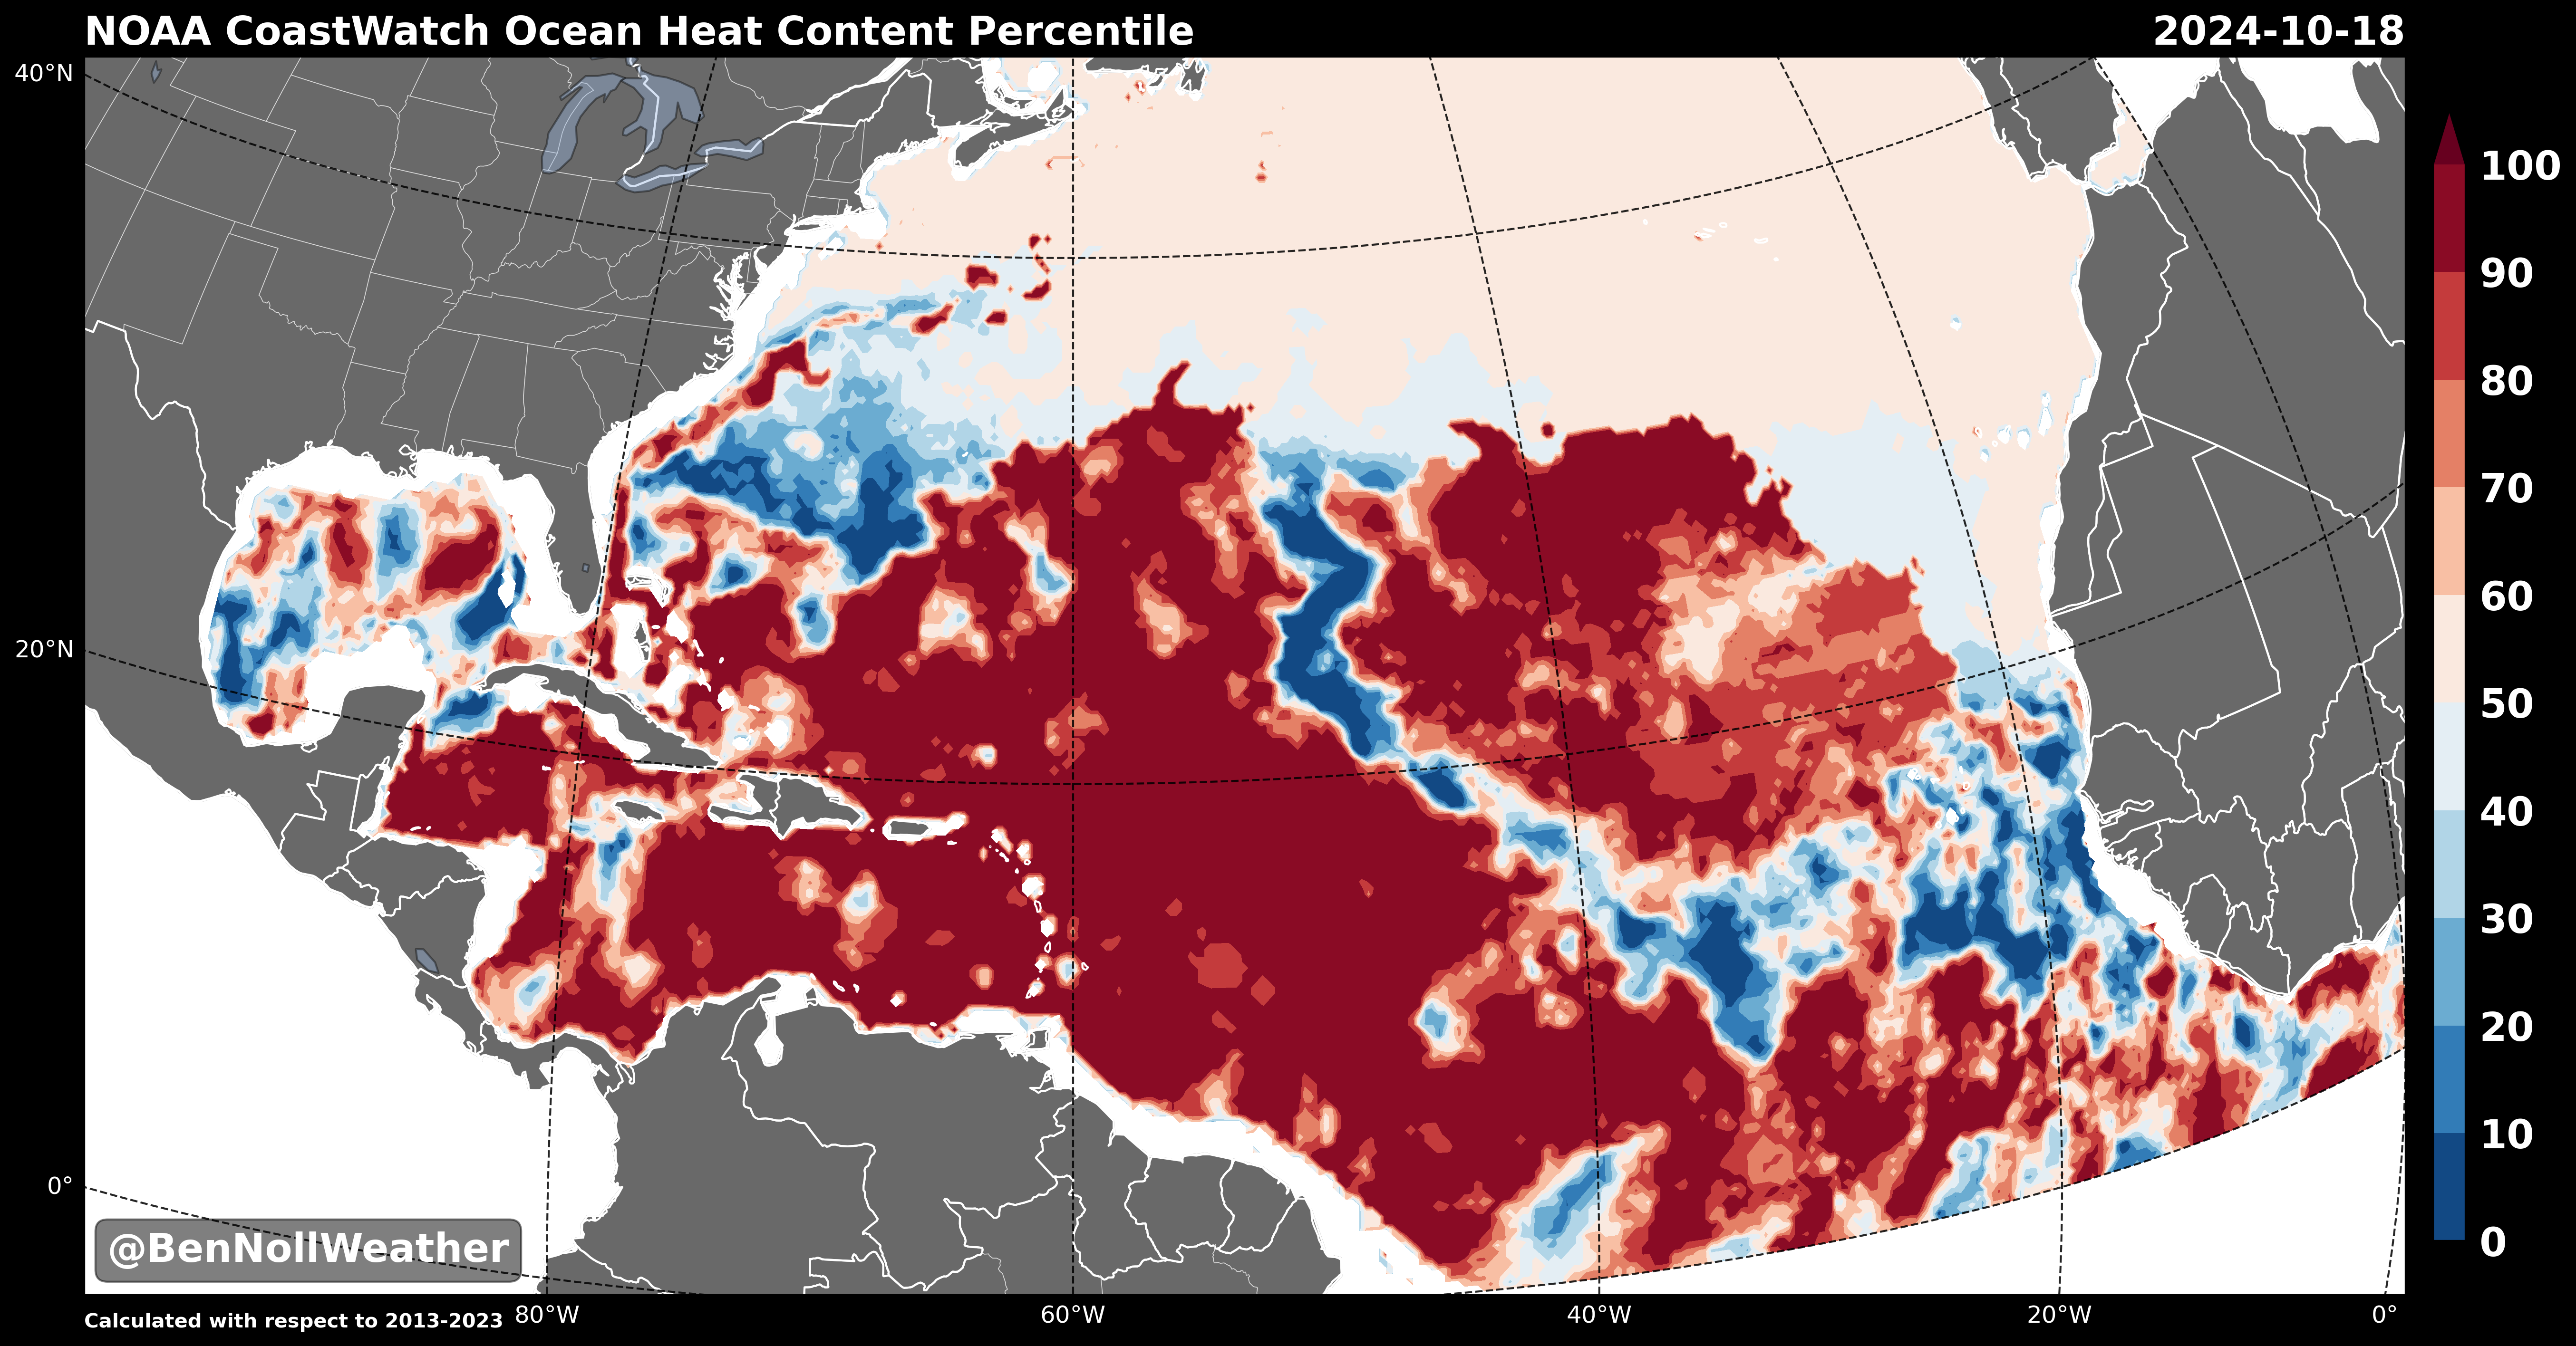 NOAA CoastWatch Ocean Heat Content Percentile
2024-10-18
40°N
20°N
0°
100
90
80
70
60
50
40
30
20
10
0
@BenNollWeather
Calculated with respect to 2013-2023
80°W
60°W
40°W
20°W
0°